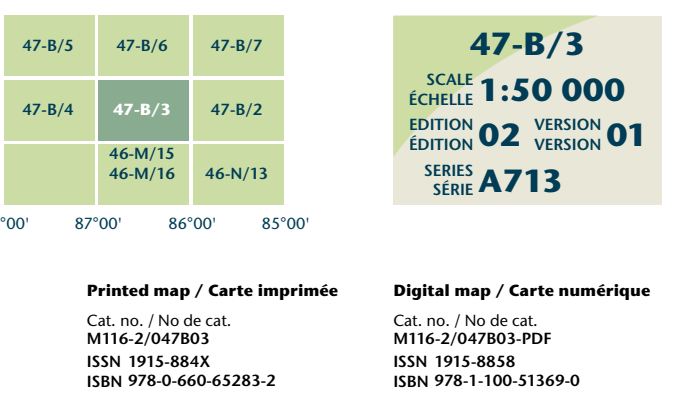 47-B/5 47-B/6 47-B/7
47-B/4 47-B/3 47-B/2
46-M/15
46-M/16 46-N/13
°00' 87°00' 86°00' 85°00'
47-B/3
SCALE
ÉCHELLE 1:50 000
EDITION
ÉDITION 02 VERSION
VERSION 01
SERIES
SÉRIE A713
Printed map / Carte imprimée
Cat. no. / No de cat.
M116-2/047B03
ISSN 1915-884X
ISBN 978-0-660-65283-2
Digital map / Carte numérique
Cat. no. / No de cat.
M116-2/047B03-PDF
ISSN 1915-8858
ISBN 978-1-100-51369-0